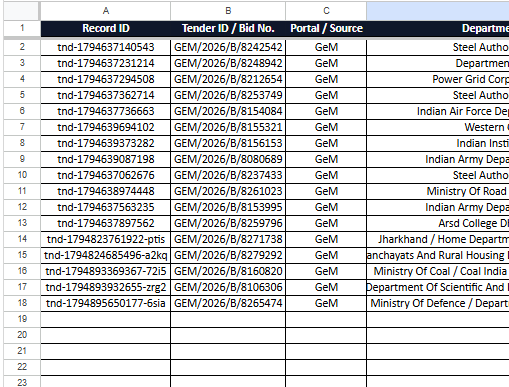 A B C
1 Record ID Tender ID / Bid No. Portal / Source Departme
2 tnd-1794637140543 GEM/2026/B/8242542 GeM Steel Autho
3 tnd-1794637231214 GEM/2026/B/8248942 GeM Departmen
4 tnd-1794637294508 GEM/2026/B/8212654 GeM Power Grid Corp
5 tnd-1794637362714 GEM/2026/B/8253749 GeM Steel Autho
6 tnd-1794637736663 GEM/2026/B/8154084 GeM Indian Air Force Dep
7 tnd-1794639694102 GEM/2026/B/8155321 GeM Western C
8 tnd-1794639373282 GEM/2026/B/8156153 GeM Indian Insti
9 tnd-1794639087198 GEM/2026/B/8080689 GeM Indian Army Depa
10 tnd-1794637062676 GEM/2026/B/8237433 GeM Steel Autho
11 tnd-1794638974448 GEM/2026/B/8261023 GeM Ministry Of Road
12 tnd-1794637563235 GEM/2026/B/8153995 GeM Indian Army Depa
13 tnd-1794637897562 GEM/2026/B/8259796 GeM Arsd College Dl
14 tnd-1794823761922-ptis GEM/2026/B/8271738 GeM Jharkhand / Home Departm
15 tnd-1794824685496-a2kq GEM/2026/B/8279292 GeM anchayats And Rural Housing
16 tnd-1794893369367-72i5 GEM/2026/B/8160820 GeM Ministry Of Coal / Coal India
17 tnd-1794893932655-zrg2 GEM/2026/B/8106306 GeM Department Of Scientific And
18 tnd-1794895650177-6sia GEM/2026/B/8265474 GeM Ministry Of Defence / Depart
19
20
21
22
23